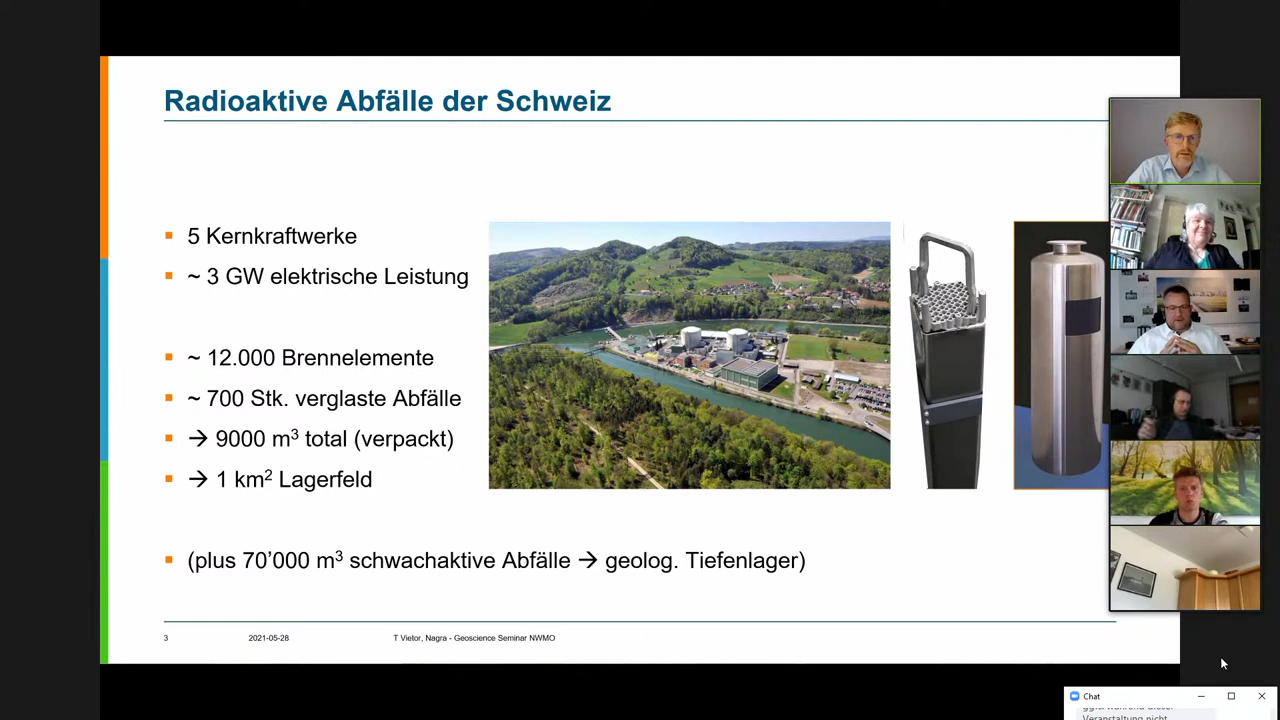 Radioaktive Abfälle der Schweiz
▪ 5 Kernkraftwerke
▪ ~ 3 GW elektrische Leistung
▪ ~ 12.000 Brennelemente
▪ ~ 700 Stk. verglaste Abfälle
▪ → 9000 m³ total (verpackt)
▪ → 1 km² Lagerfeld
▪ (plus 70’000 m³ schwachaktive Abfälle → geolog. Tiefenlager)
3 2021-05-28 T Vietor, Nagra - Geoscience Seminar NWMO
Chat
Veranstaltung nicht